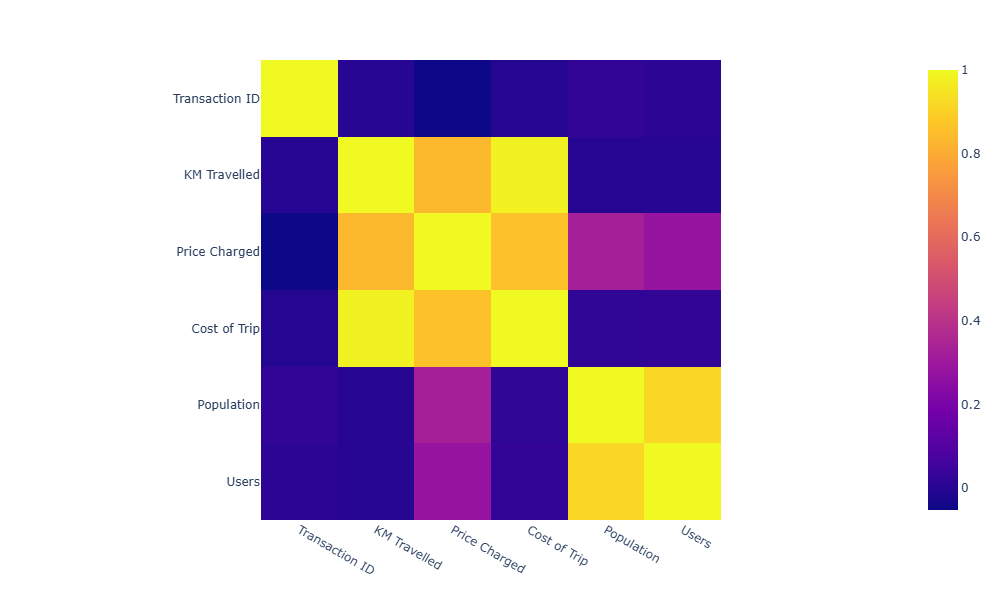 Transaction ID
KM Travelled
Price Charged
Cost of Trip
Population
Users
Transaction ID
KM Travelled
Price Charged
Cost of Trip
Population
Users
1
0.8
0.6
0.4
0.2
0